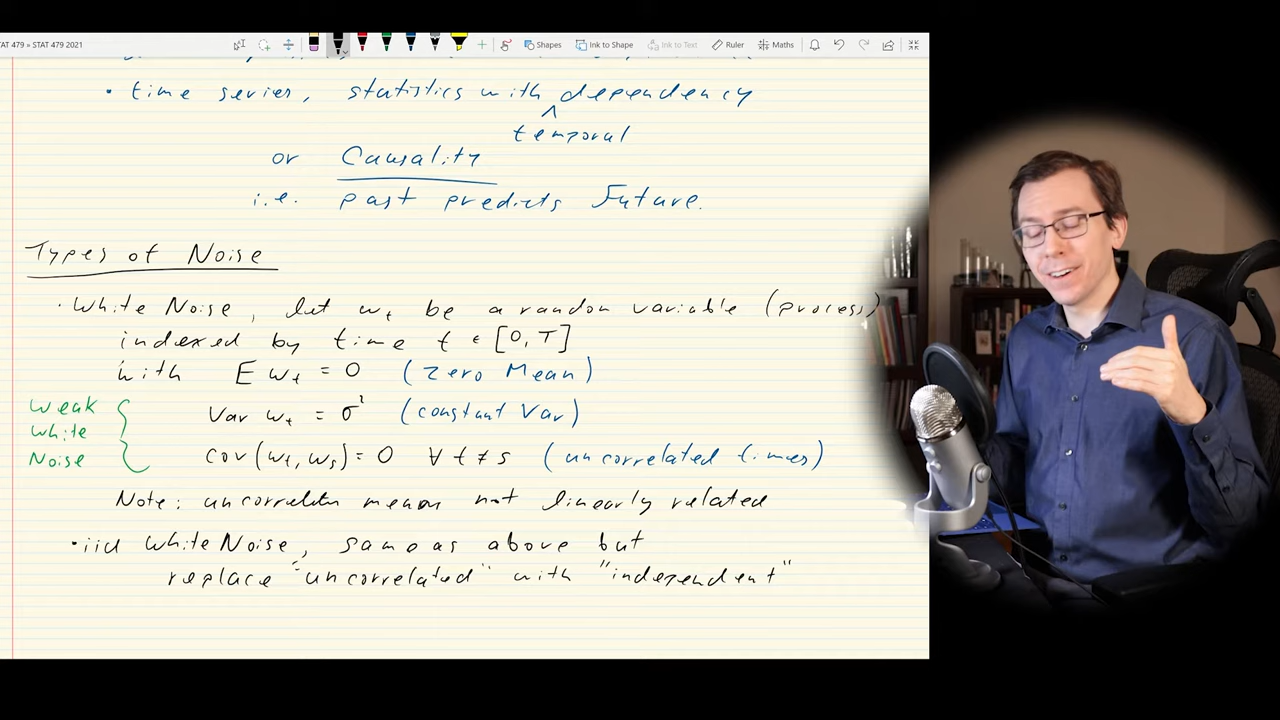 TAT 479 » STAT 479 2021
Shapes Ink to Shape Ink to Text Ruler Maths
• time series, statistics with dependency
^
temporal
or Causality
i.e. past predicts future.
Types of Noise
• White Noise, let wₜ be a random variable (process)
indexed by time t ∈ [0, T]
with E wₜ = 0 (Zero Mean)
Weak
White
Noise
Var wₜ = σ² (constant Var)
cov(wₜ, wₛ) = 0 ∀ t ≠ s (uncorrelated times)
Note: means not linearly related
• iid White Noise, same as above but
replace "uncorrelated" with "independent"